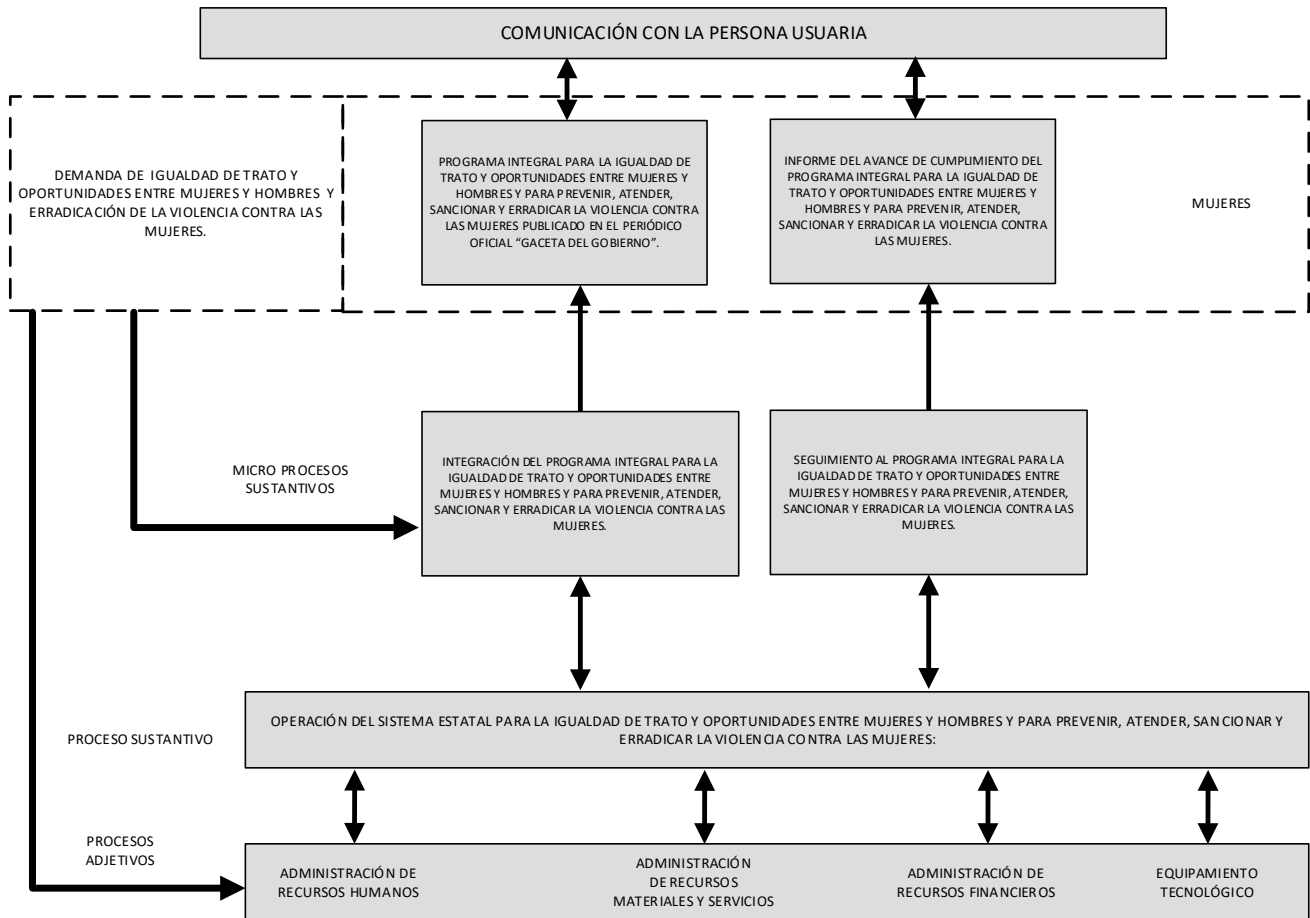 COMUNICACIÓN CON LA PERSONA USUARIA
DEMANDA DE IGUALDAD DE TRATO Y
OPORTUNIDADES ENTRE MUJERES Y HOMBRES Y
ERRADICACIÓN DE LA VIOLENCIA CONTRA LAS
MUJERES.
PROGRAMA INTEGRAL PARA LA IGUALDAD DE
TRATO Y OPORTUNIDADES ENTRE MUJERES Y
HOMBRES Y PARA PREVENIR, ATENDER,
SANCIONAR Y ERRADICAR LA VIOLENCIA CONTRA
LAS MUJERES PUBLICADO EN EL PERIÓDICO
OFICIAL “GACETA DEL GOBIERNO”.
INFORME DEL AVANCE DE CUMPLIMIENTO DEL
PROGRAMA INTEGRAL PARA LA IGUALDAD DE
TRATO Y OPORTUNIDADES ENTRE MUJERES Y
HOMBRES Y PARA PREVENIR, ATENDER,
SANCIONAR Y ERRADICAR LA VIOLENCIA CONTRA
LAS MUJERES.
MUJERES
MICRO PROCESOS
SUSTANTIVOS
INTEGRACIÓN DEL PROGRAMA INTEGRAL PARA LA
IGUALDAD DE TRATO Y OPORTUNIDADES ENTRE
MUJERES Y HOMBRES Y PARA PREVENIR, ATENDER,
SANCIONAR Y ERRADICAR LA VIOLENCIA CONTRA LAS
MUJERES.
SEGUIMIENTO AL PROGRAMA INTEGRAL PARA LA
IGUALDAD DE TRATO Y OPORTUNIDADES ENTRE
MUJERES Y HOMBRES Y PARA PREVENIR, ATENDER,
SANCIONAR Y ERRADICAR LA VIOLENCIA CONTRA LAS
MUJERES.
PROCESO SUSTANTIVO
OPERACIÓN DEL SISTEMA ESTATAL PARA LA IGUALDAD DE TRATO Y OPORTUNIDADES ENTRE MUJERES Y HOMBRES Y PARA PREVENIR, ATENDER, SANCIONAR Y
ERRADICAR LA VIOLENCIA CONTRA LAS MUJERES:
PROCESOS
ADJETIVOS
ADMINISTRACIÓN DE
RECURSOS HUMANOS
ADMINISTRACIÓN
DE RECURSOS
MATERIALES Y SERVICIOS
ADMINISTRACIÓN DE
RECURSOS FINANCIEROS
EQUIPAMIENTO
TECNOLÓGICO